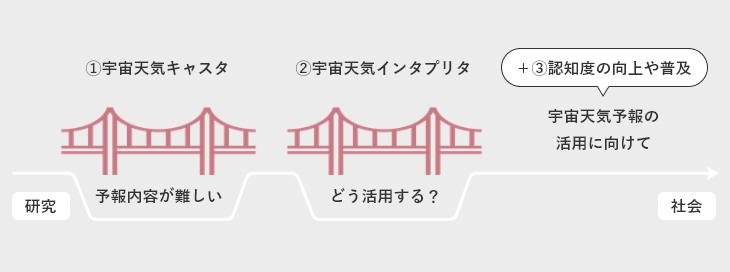 ①宇宙天気キャスタ
②宇宙天気インタプリタ
＋③認知度の向上や普及
宇宙天気予報の
活用に向けて
予報内容が難しい
どう活用する？
研究
社会